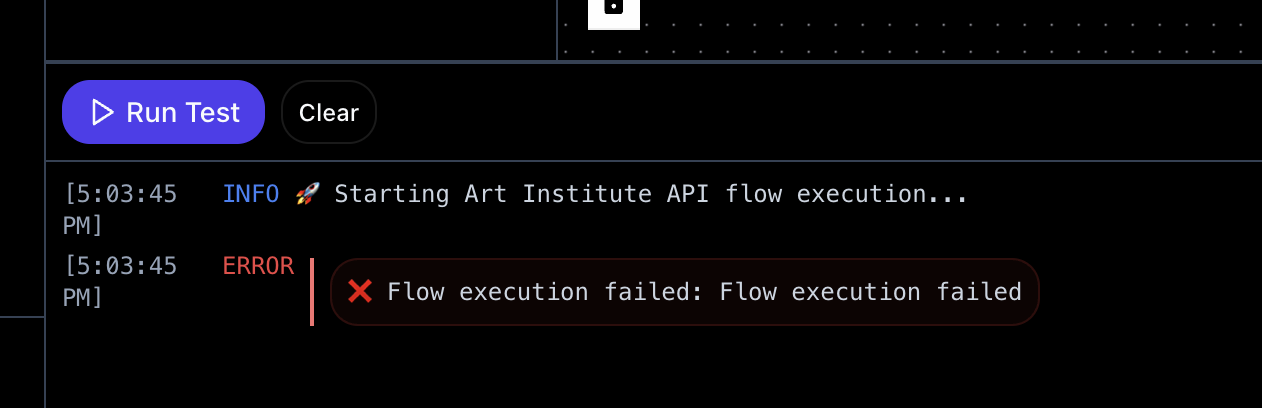 Run Test
Clear
[5:03:45 PM] INFO 🚀 Starting Art Institute API flow execution...
[5:03:45 PM] ERROR ❌ Flow execution failed: Flow execution failed